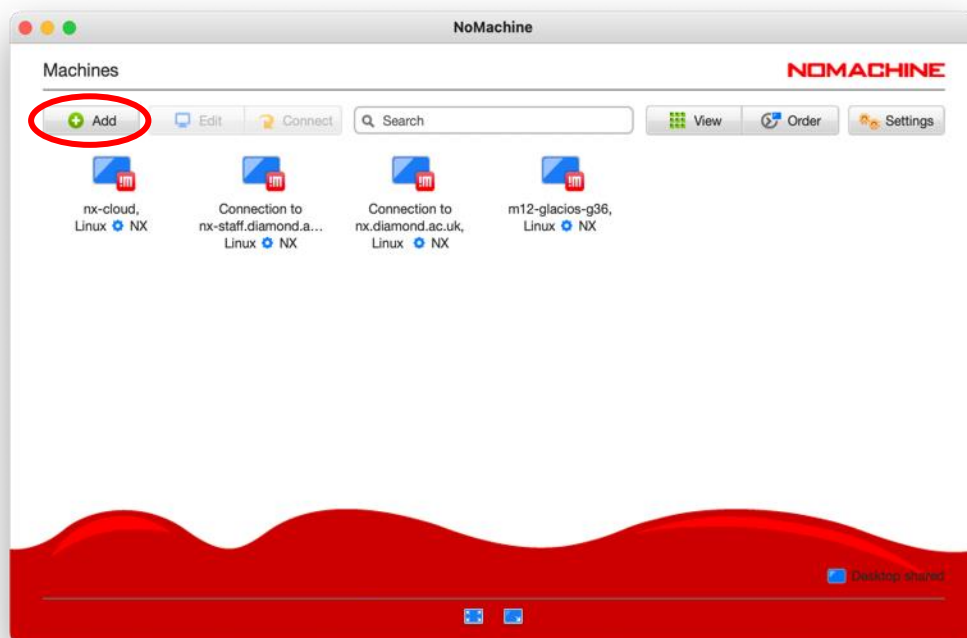 NoMachine
Machines
NOMACHINE
Add
Edit
Connect
Search
View
Order
Settings
!m
nx-cloud,
Linux NX
!m
Connection to
nx-staff.diamond.a...
Linux NX
!m
Connection to
nx.diamond.ac.uk,
Linux NX
!m
m12-glacios-g36,
Linux NX
Desktop shared